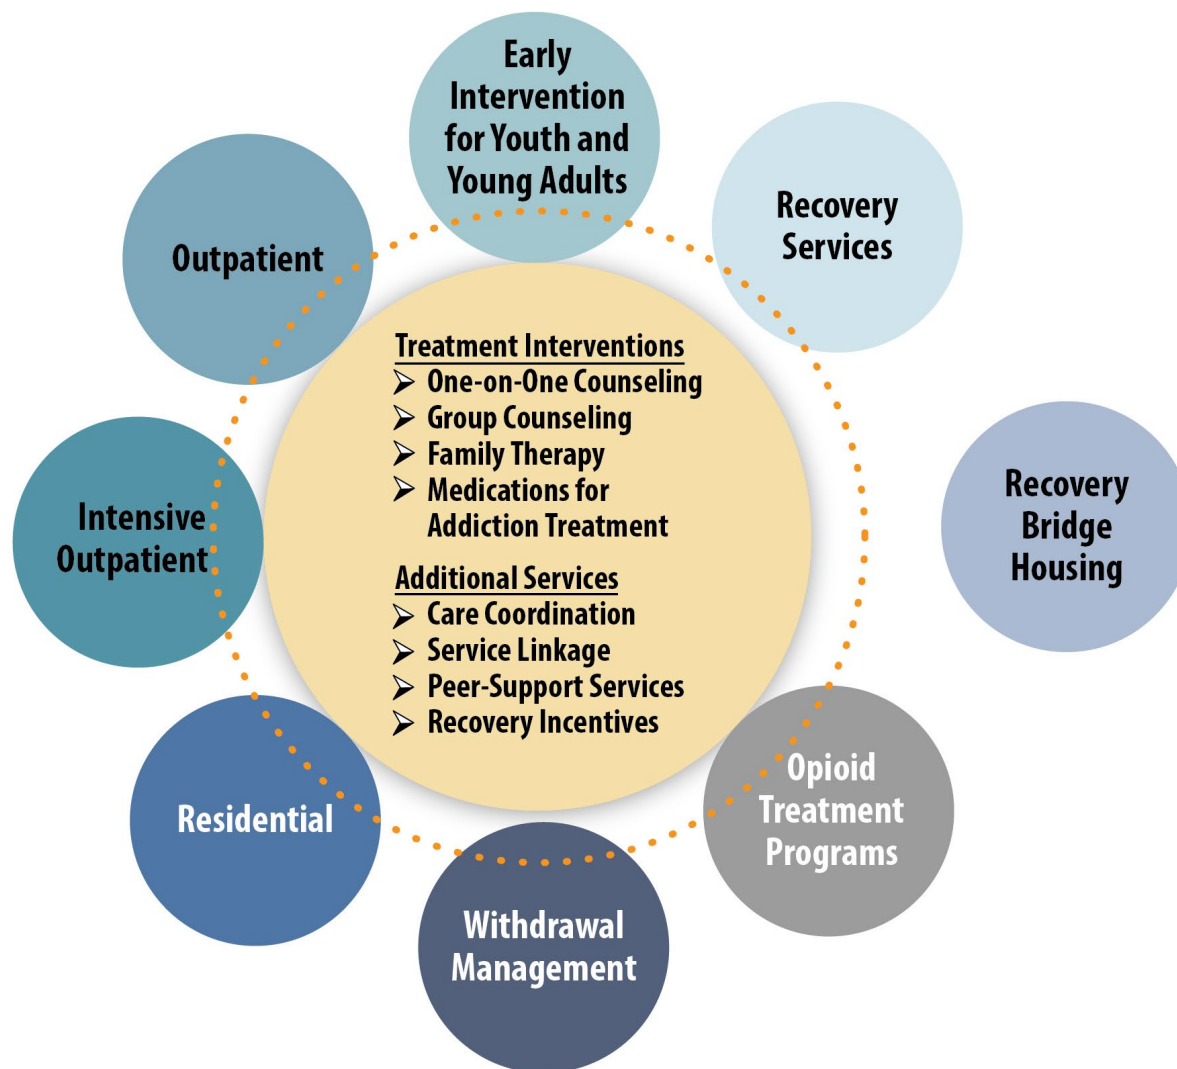 Early
Intervention
for Youth and
Young Adults
Recovery
Services
Outpatient
Treatment Interventions
➢ One-on-One Counseling
➢ Group Counseling
➢ Family Therapy
➢ Medications for
Addiction Treatment
Additional Services
➢ Care Coordination
➢ Service Linkage
➢ Peer-Support Services
➢ Recovery Incentives
Intensive
Outpatient
Recovery
Bridge
Housing
Residential
Opioid
Treatment
Programs
Withdrawal
Management